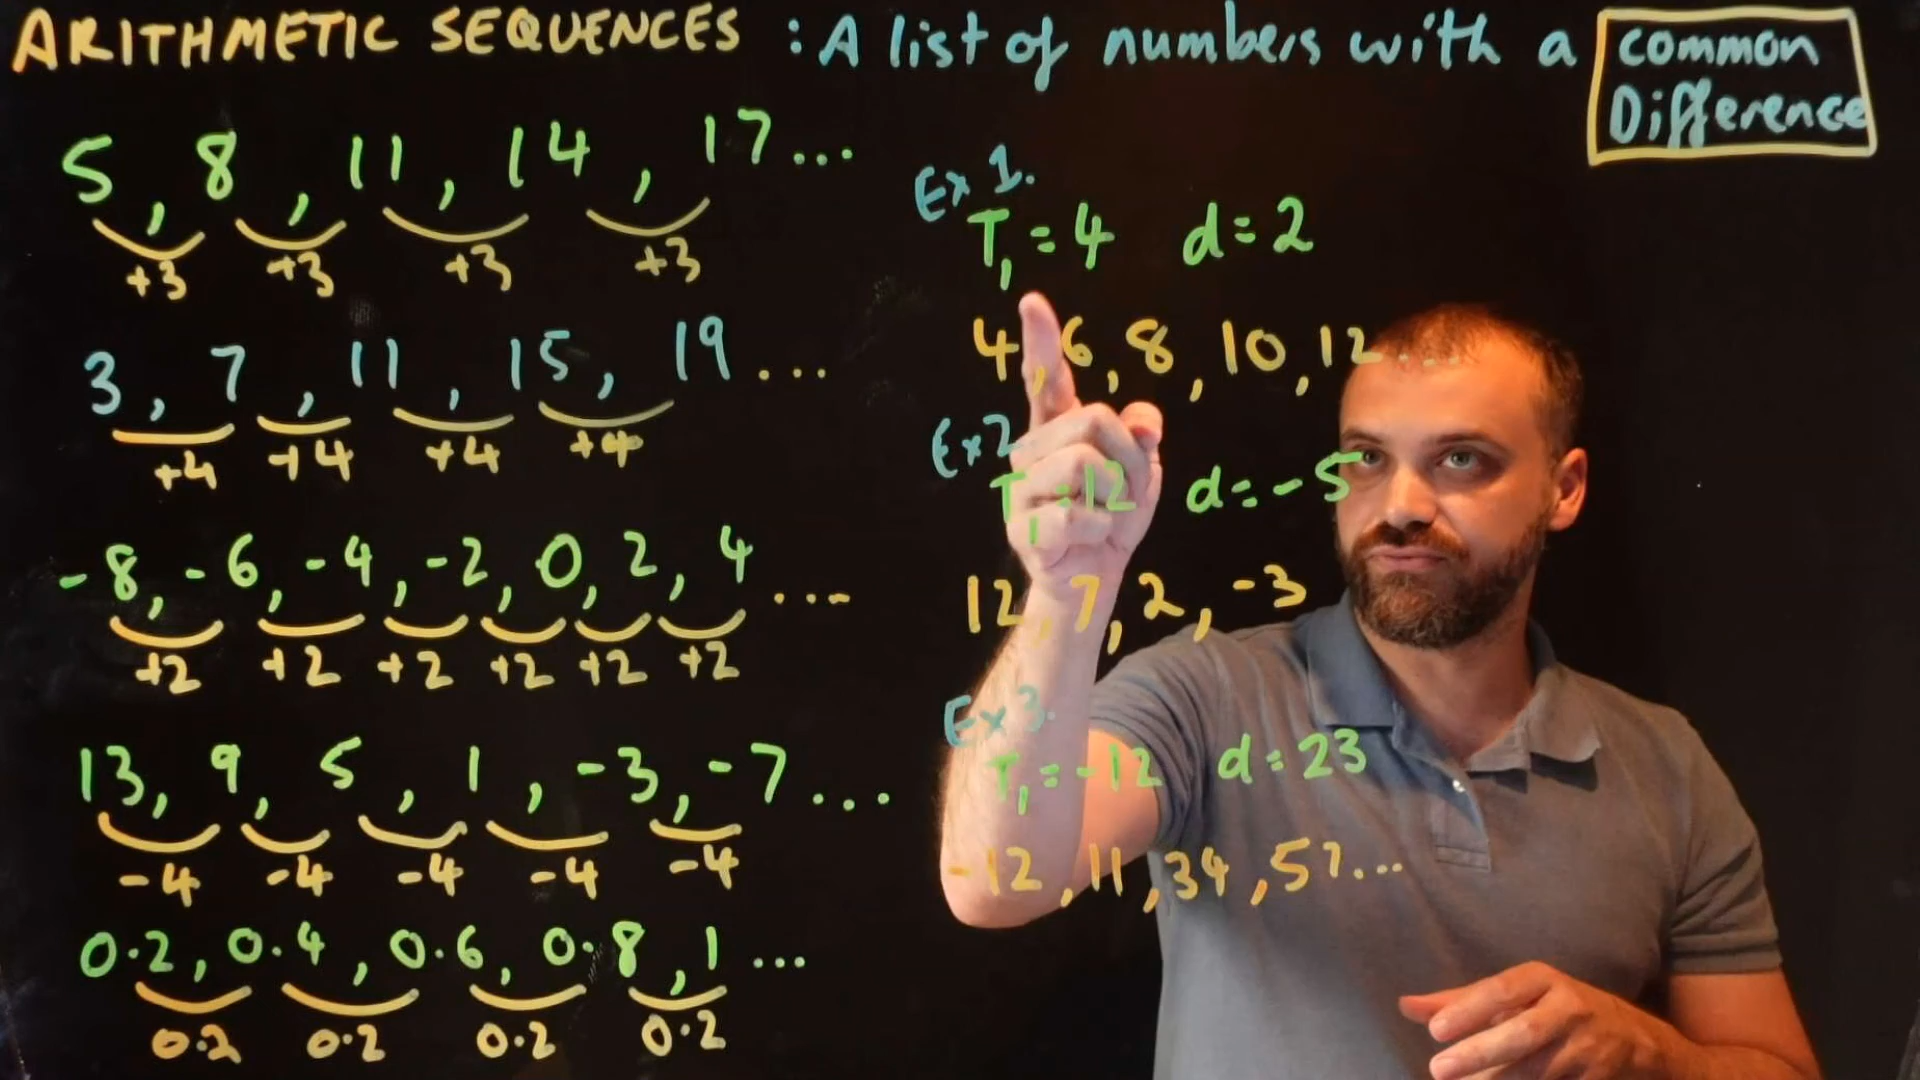 ARITHMETIC SEQUENCES : A list of numbers with a common
Difference
5, 8, 11, 14, 17...
+3 +3 +3 +3
3, 7, 11, 15, 19...
+4 +4 +4 +4
-8, -6, -4, -2, 0, 2, 4...
+2 +2 +2 +2 +2 +2
13, 9, 5, 1, -3, -7...
-4 -4 -4 -4 -4
0.2, 0.4, 0.6, 0.8, 1...
0.2 0.2 0.2 0.2
Ex 1.
T₁ = 4 d = 2
4, 6, 8, 10, 12...
Ex 2
T₁ = 12 d = -5
12, 7, 2, -3
Ex 3.
T₁ = -12 d = 23
-12, 11, 34, 57...